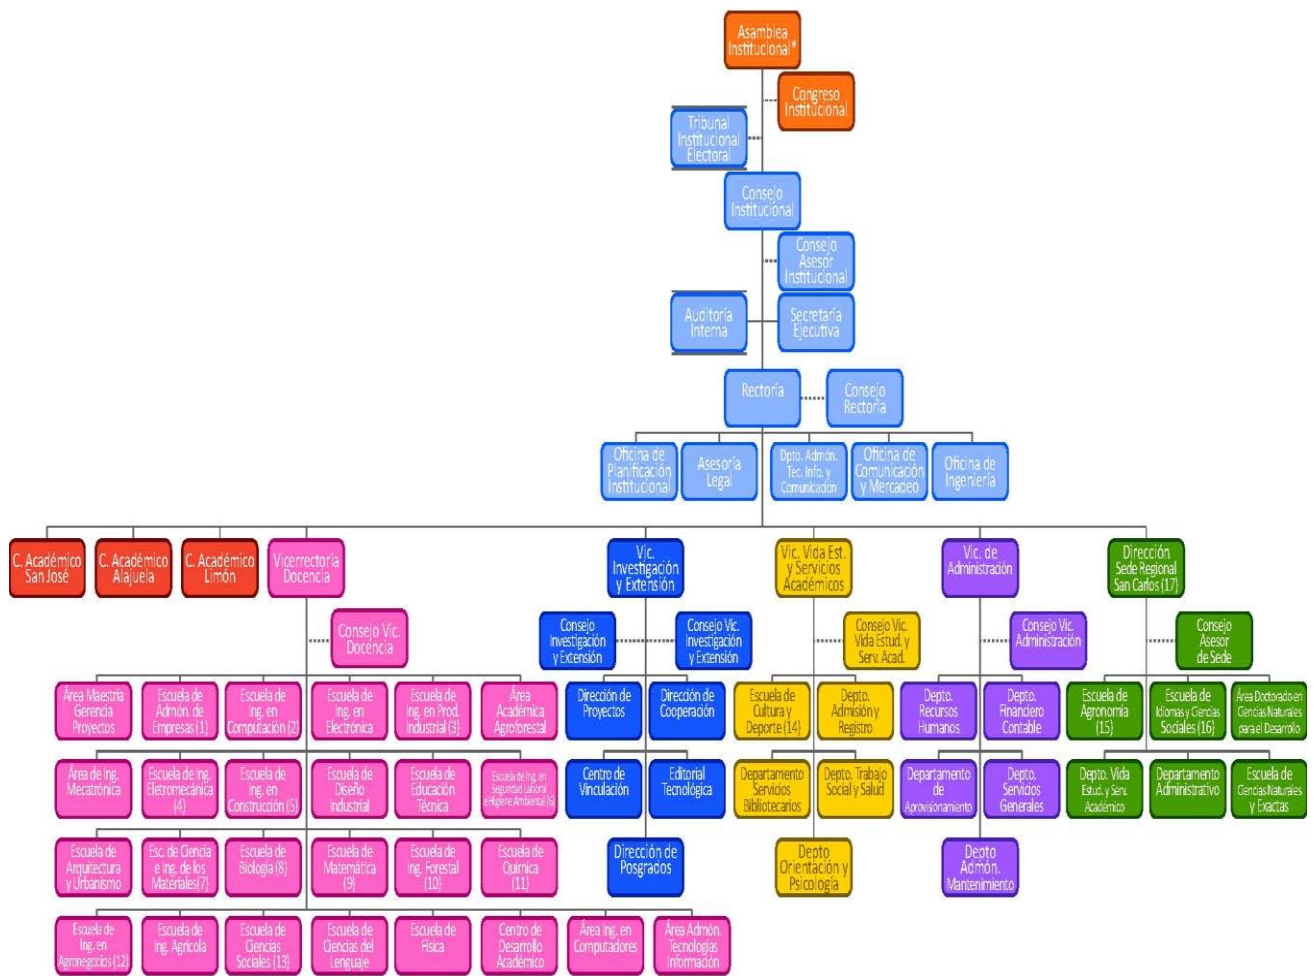 Asamblea
Institucional*
Congreso
Institucional
Tribunal
Institucional
Electoral
Consejo
Institucional
Consejo
Asesor
Institucional
Auditoría
Interna
Secretaría
Ejecutiva
Rectoría
Consejo
Rectoría
Oficina de
Planificación
Institucional
Asesoría
Legal
Dpto. Admón.
Tec. Info. y
Comunicación
Oficina de
Comunicación
y Mercadeo
Oficina de
Ingeniería
C. Académico
San José
C. Académico
Alajuela
C. Académico
Limón
Vicerrectoría
Docencia
Vic.
Investigación
y Extensión
Vic. Vida Est.
y Servicios
Académicos
Vic. de
Administración
Dirección
Sede Regional
San Carlos (17)
Consejo Vic.
Docencia
Consejo
Investigación
y Extensión
Consejo Vic.
Investigación
y Extensión
Consejo Vic.
Vida Estud. y
Serv. Acad.
Consejo Vic.
Administración
Consejo
Asesor
de Sede
Área Maestría
Gerencia
Proyectos
Escuela de
Admón. de
Empresas (1)
Escuela de
Ing. en
Computación (2)
Escuela de
Ing. en
Electrónica
Escuela de
Ing. en Prod.
Industrial (3)
Área
Académica
Agroforestal
Dirección de
Proyectos
Dirección de
Cooperación
Escuela de
Cultura y
Deporte (14)
Depto.
Admisión y
Registro
Depto.
Recursos
Humanos
Depto.
Financiero
Contable
Escuela de
Agronomía
(15)
Escuela de
Idiomas y Ciencias
Sociales (16)
Área Doctorado en
Ciencias Naturales
para el Desarrollo
Área de Ing.
Mecatrónica
Escuela de Ing.
Eletromecánica
(4)
Escuela de
Ing. en
Construcción (5)
Escuela de
Diseño
Industrial
Escuela de
Educación
Técnica
Escuela de Ing. en
Seguridad Laboral
e Higiene Ambiental (6)
Centro de
Vinculación
Editorial
Tecnológica
Departamento
Servicios
Bibliotecarios
Depto. Trabajo
Social y Salud
Departamento
de
Aprovisionamiento
Depto.
Servicios
Generales
Depto. Vida
Estud. y Serv.
Académico
Departamento
Administrativo
Escuela de
Ciencias Naturales
y Exactas
Escuela de
Arquitectura
y Urbanismo
Esc. de Ciencia
e Ing. de los
Materiales(7)
Escuela de
Biología (8)
Escuela de
Matemática
(9)
Escuela de
Ing. Forestal
(10)
Escuela de
Química
(11)
Dirección de
Posgrados
Depto
Orientación y
Psicología
Depto
Admón.
Mantenimiento
Escuela de
Ing. en
Agronegocios (12)
Escuela de
Ing. Agrícola
Escuela de
Ciencias
Sociales (13)
Escuela de
Ciencias del
Lenguaje
Escuela de
Física
Centro de
Desarrollo
Académico
Área Ing. en
Computadores
Área Admón.
Tecnologías
Información